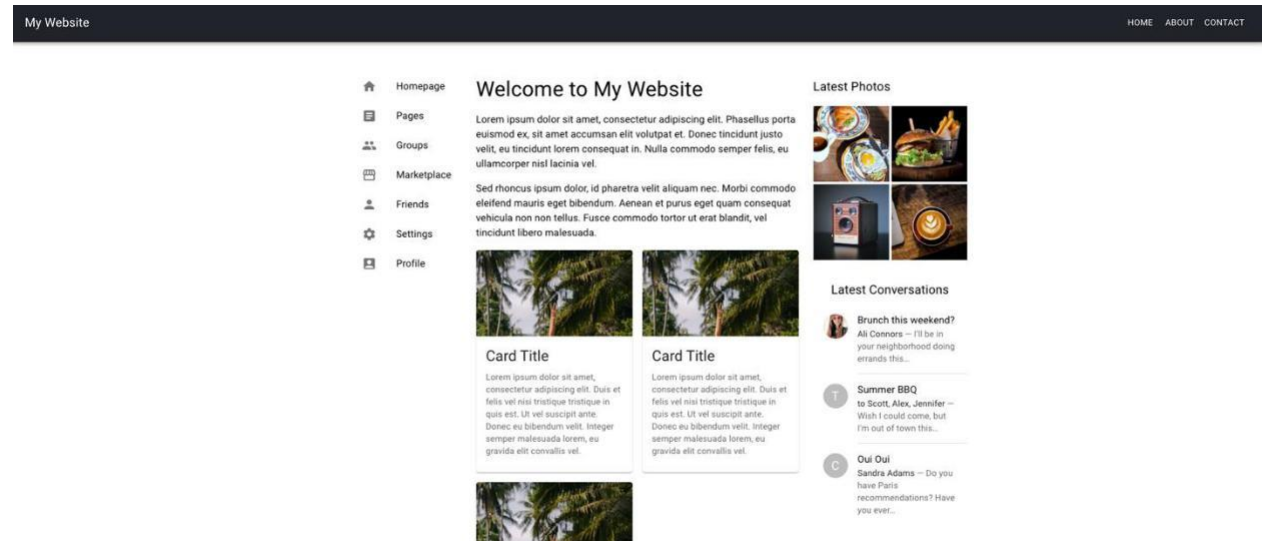 My Website
HOME ABOUT CONTACT
Homepage
Pages
Groups
Marketplace
Friends
Settings
Profile
Welcome to My Website
Lorem ipsum dolor sit amet, consectetur adipiscing elit. Phasellus porta
euismod ex, sit amet accumsan elit volutpat et. Donec tincidunt justo
velit, eu tincidunt lorem consequat in. Nulla commodo semper felis, eu
ullamcorper nisl lacinia vel.
Sed rhoncus ipsum dolor, id pharetra velit aliquam nec. Morbi commodo
eleifend mauris eget bibendum. Aenean et purus eget quam consequat
vehicula non non tellus. Fusce commodo tortor ut erat blandit, vel
tincidunt libero malesuada.
Card Title
Lorem ipsum dolor sit amet,
consectetur adipiscing elit. Duis et
felis vel nisi tristique tristique in
quis est. Ut vel suscipit ante.
Donec eu bibendum velit. Integer
semper malesuada lorem, eu
gravida elit convallis vel.
Card Title
Lorem ipsum dolor sit amet,
consectetur adipiscing elit. Duis et
felis vel nisi tristique tristique in
quis est. Ut vel suscipit ante.
Donec eu bibendum velit. Integer
semper malesuada lorem, eu
gravida elit convallis vel.
Latest Photos
Latest Conversations
Brunch this weekend?
Ali Connors — I'll be in
your neighborhood doing
errands this…
T
Summer BBQ
to Scott, Alex, Jennifer —
Wish I could come, but
I'm out of town this…
C
Oui Oui
Sandra Adams — Do you
have Paris
recommendations? Have
you ever…